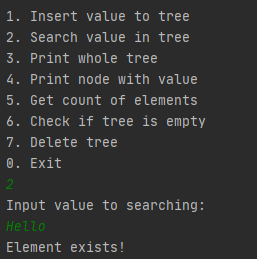 1. Insert value to tree
2. Search value in tree
3. Print whole tree
4. Print node with value
5. Get count of elements
6. Check if tree is empty
7. Delete tree
0. Exit
2
Input value to searching:
Hello
Element exists!